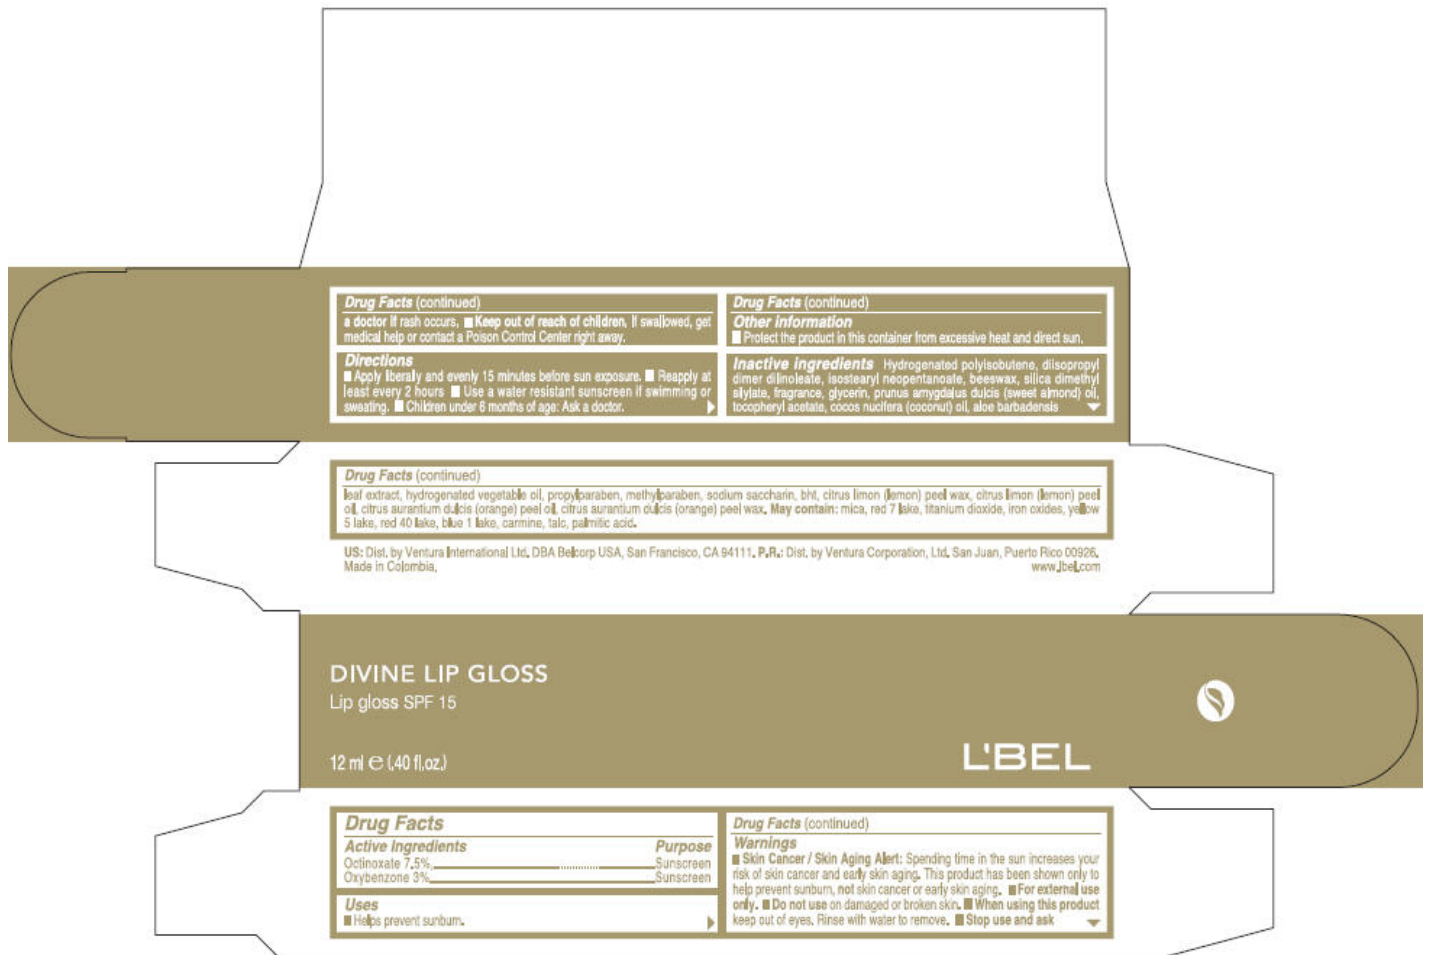 Drug Facts (continued)
a doctor if rash occurs. ■ Keep out of reach of children. If swallowed, get
medical help or contact a Poison Control Center right away.
Directions
■ Apply liberally and evenly 15 minutes before sun exposure. ■ Reapply at
least every 2 hours ■ Use a water resistant sunscreen if swimming or
sweating. ■ Children under 6 months of age: Ask a doctor.
Drug Facts (continued)
Other information
■ Protect the product in this container from excessive heat and direct sun.
Inactive ingredients Hydrogenated polyisobutene, diisopropyl
dimer dilinoleate, isostearyl neopentanoate, beeswax, silica dimethyl
silylate, fragrance, glycerin, prunus amygdalus dulcis (sweet almond) oil,
tocopheryl acetate, cocos nucifera (coconut) oil, aloe barbadensis
Drug Facts (continued)
leaf extract, hydrogenated vegetable oil, propylparaben, methylparaben, sodium saccharin, bht, citrus limon (lemon) peel wax, citrus limon (lemon) peel
oil, citrus aurantium dulcis (orange) peel oil, citrus aurantium dulcis (orange) peel wax. May contain: mica, red 7 lake, titanium dioxide, iron oxides, yellow
5 lake, red 40 lake, blue 1 lake, carmine, talc, palmitic acid.
US: Dist. by Ventura International Ltd. DBA Belcorp USA, San Francisco, CA 94111. P.R.: Dist. by Ventura Corporation, Ltd. San Juan, Puerto Rico 00926.
Made in Colombia.
www.lbel.com
DIVINE LIP GLOSS
Lip gloss SPF 15
12 ml ℮ (.40 fl.oz.)
L'BEL
Drug Facts
Active Ingredients Purpose
Octinoxate 7.5% Sunscreen
Oxybenzone 3% Sunscreen
Uses
■ Helps prevent sunburn.
Drug Facts (continued)
Warnings
■ Skin Cancer / Skin Aging Alert: Spending time in the sun increases your
risk of skin cancer and early skin aging. This product has been shown only to
help prevent sunburn, not skin cancer or early skin aging. ■ For external use
only. ■ Do not use on damaged or broken skin. ■ When using this product
keep out of eyes. Rinse with water to remove. ■ Stop use and ask